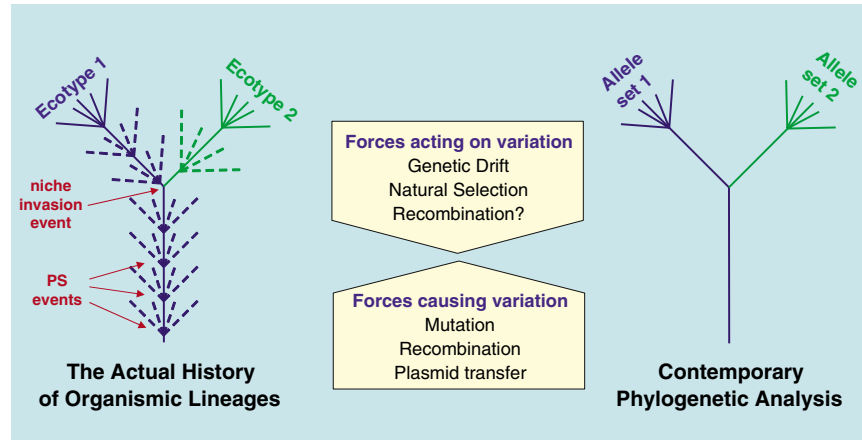 Ecotype 1
Ecotype 2
niche
invasion
event
PS
events
The Actual History
of Organismic Lineages
Forces acting on variation
Genetic Drift
Natural Selection
Recombination?
Forces causing variation
Mutation
Recombination
Plasmid transfer
Allele
set 1
Allele
set 2
Contemporary
Phylogenetic Analysis